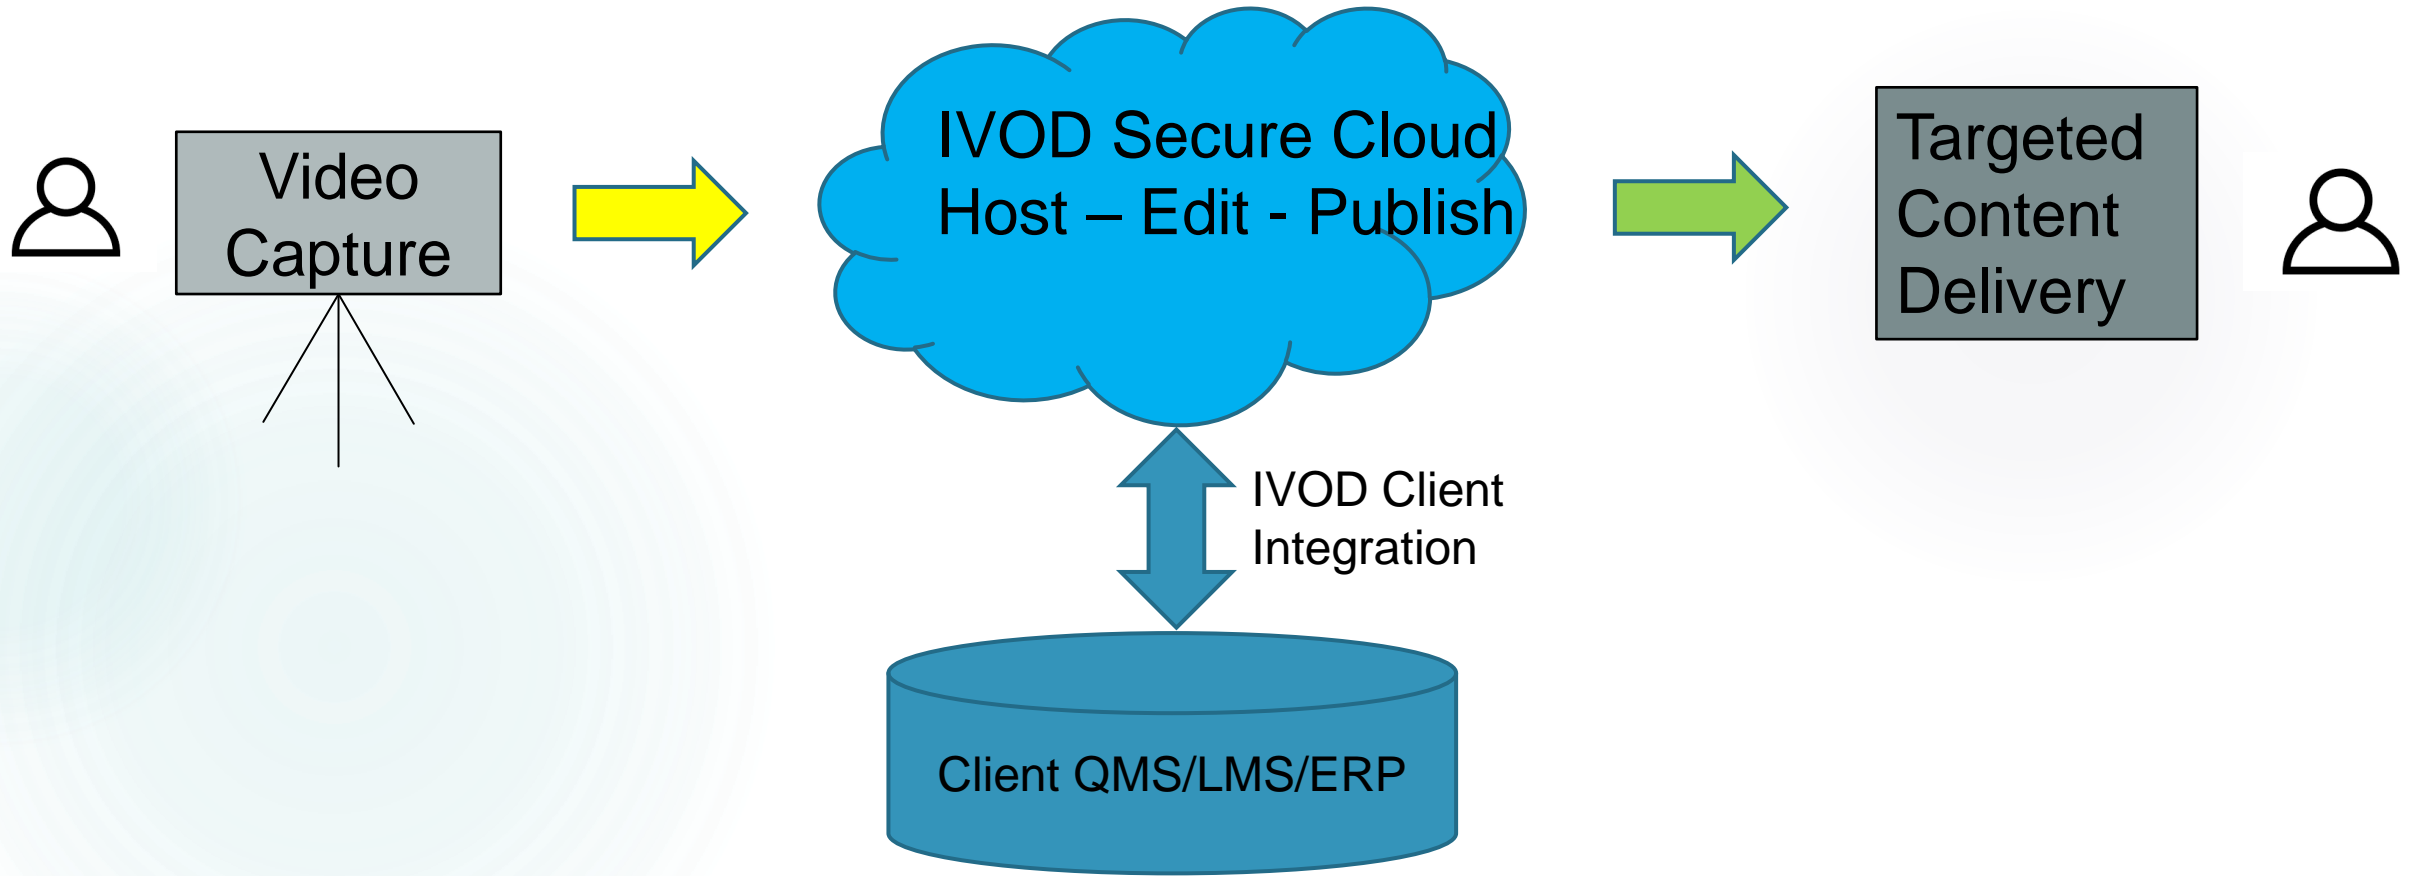 Video
Capture
IVOD Secure Cloud
Host – Edit - Publish
Targeted
Content
Delivery
IVOD Client
Integration
Client QMS/LMS/ERP